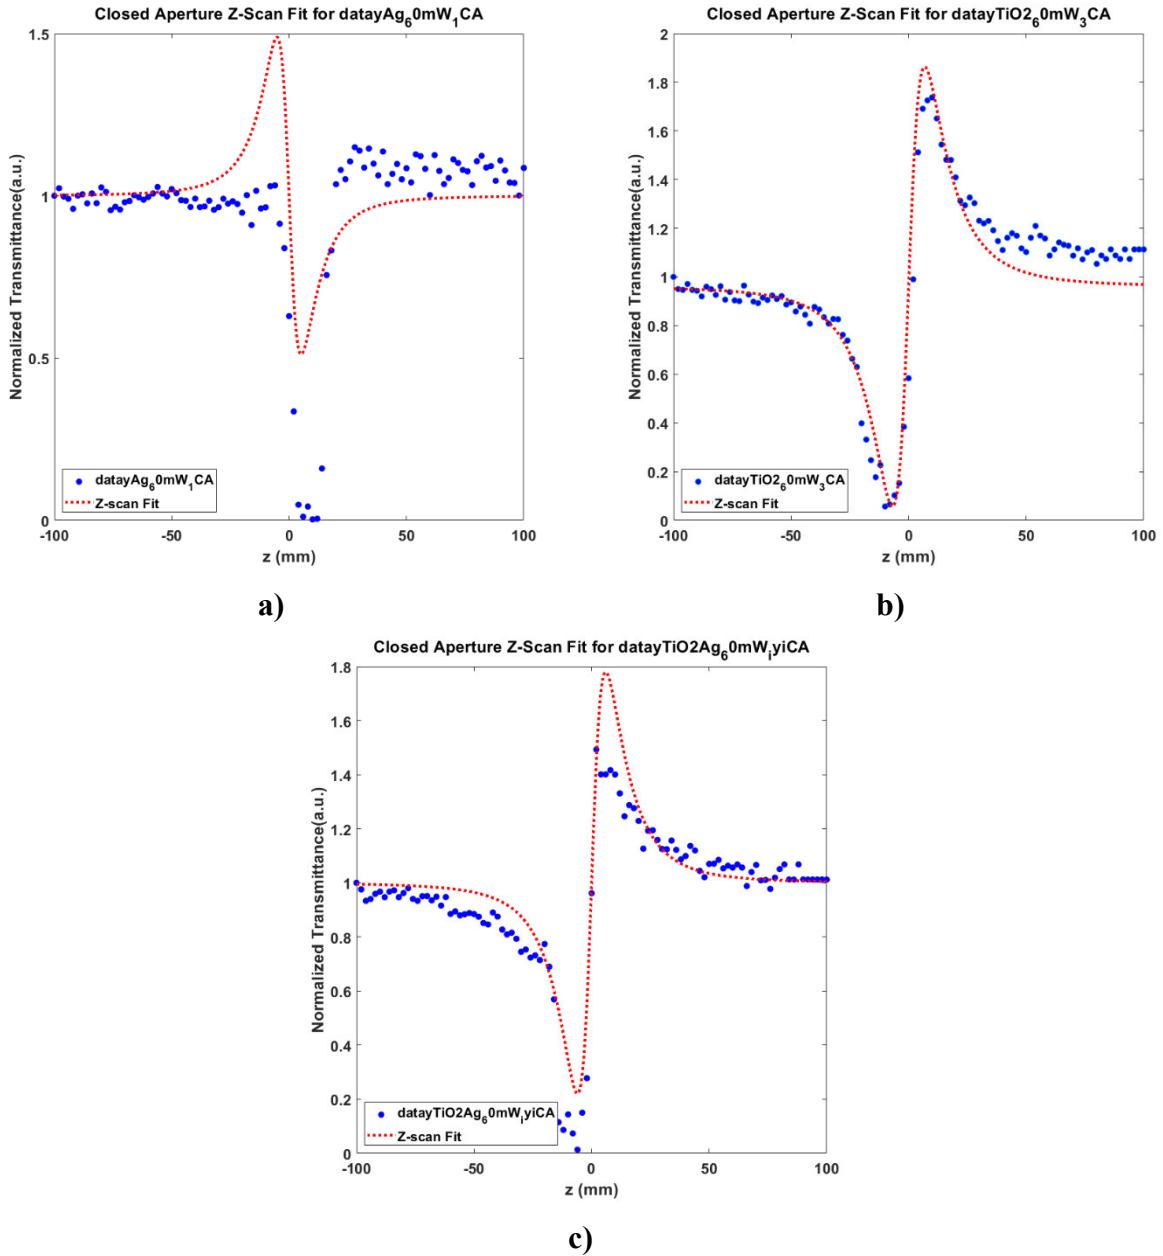 Closed Aperture Z-Scan Fit for datayAg₆0mW₁CA
Normalized Transmittance(a.u.)
1.5
1
0.5
0
datayAg₆0mW₁CA
Z-scan Fit
-100
-50
0
50
100
z (mm)
a)
Closed Aperture Z-Scan Fit for datayTiO2₆0mW₃CA
Normalized Transmittance(a.u.)
2
1.8
1.6
1.4
1.2
1
0.8
0.6
0.4
0.2
0
datayTiO2₆0mW₃CA
Z-scan Fit
-100
-50
0
50
100
z (mm)
b)
Closed Aperture Z-Scan Fit for datayTiO2Ag₆0mWᵢyiCA
Normalized Transmittance(a.u.)
1.8
1.6
1.4
1.2
1
0.8
0.6
0.4
0.2
0
datayTiO2Ag₆0mWᵢyiCA
Z-scan Fit
-100
-50
0
50
100
z (mm)
c)